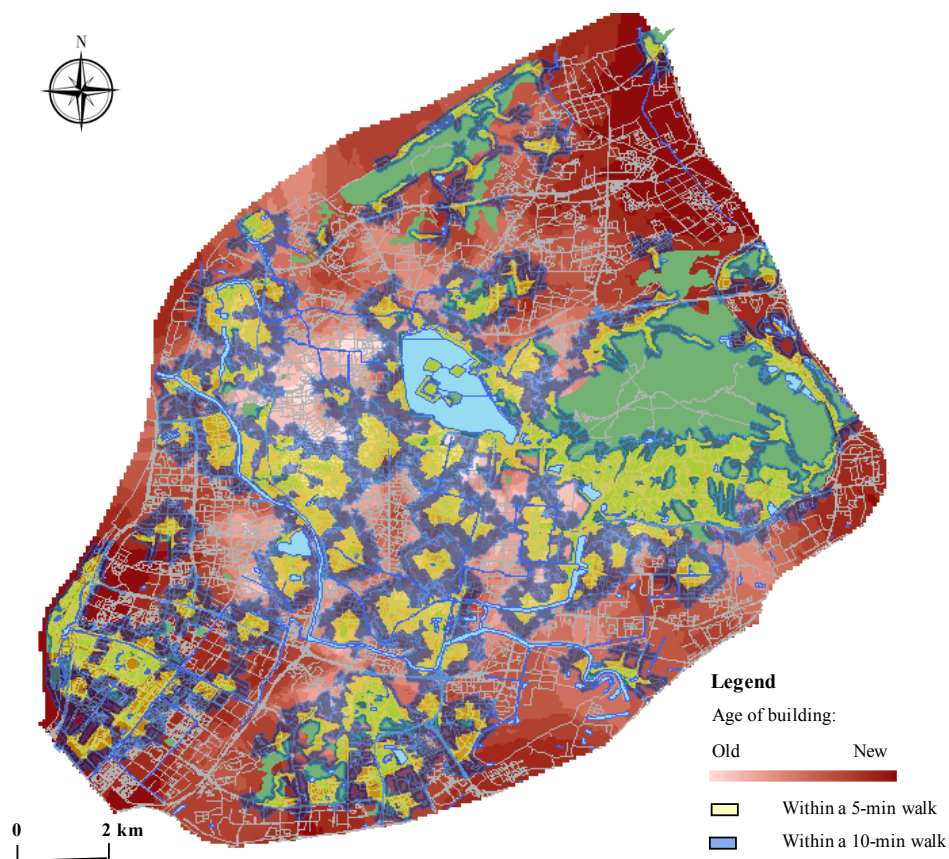 N
Legend
Age of building:
Old New
Within a 5-min walk
Within a 10-min walk
0 2 km